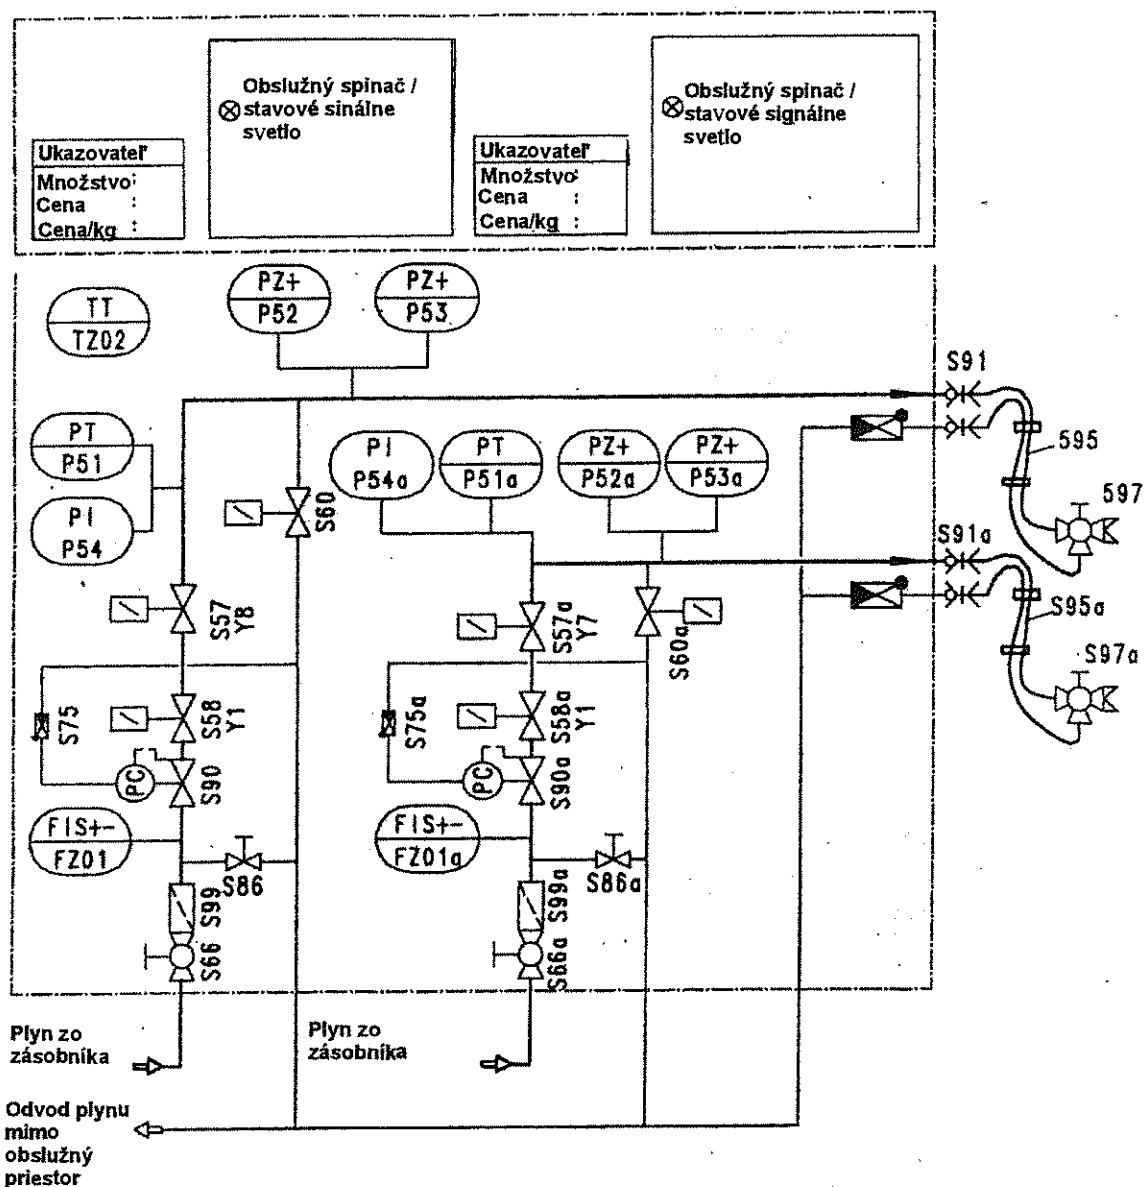 Obslužný spinač /
stavové sinálne
svetlo
Obslužný spinač /
stavové signálne
svetlo
Ukazovateľ
Množstvo:
Cena :
Cena/kg :
Ukazovateľ
Množstvo:
Cena :
Cena/kg :
TT
TZ02
PZ+
P52
PZ+
P53
PT
P51
PI
P54
PI
P54a
PT
P51a
PZ+
P52a
PZ+
P53a
S91
595
597
S91a
S95a
S97a
S60
S57
Y8
S57a
Y7
S60a
S75
S58
Y1
S75a
S58a
Y1
PC
S90
PC
S90a
FIS+-
FZ01
FIS+-
FZ01a
S86
S86a
S99
S99a
S66
S66a
Plyn zo
zásobníka
Plyn zo
zásobníka
Odvod plynu
mimo
obslužný
priestor